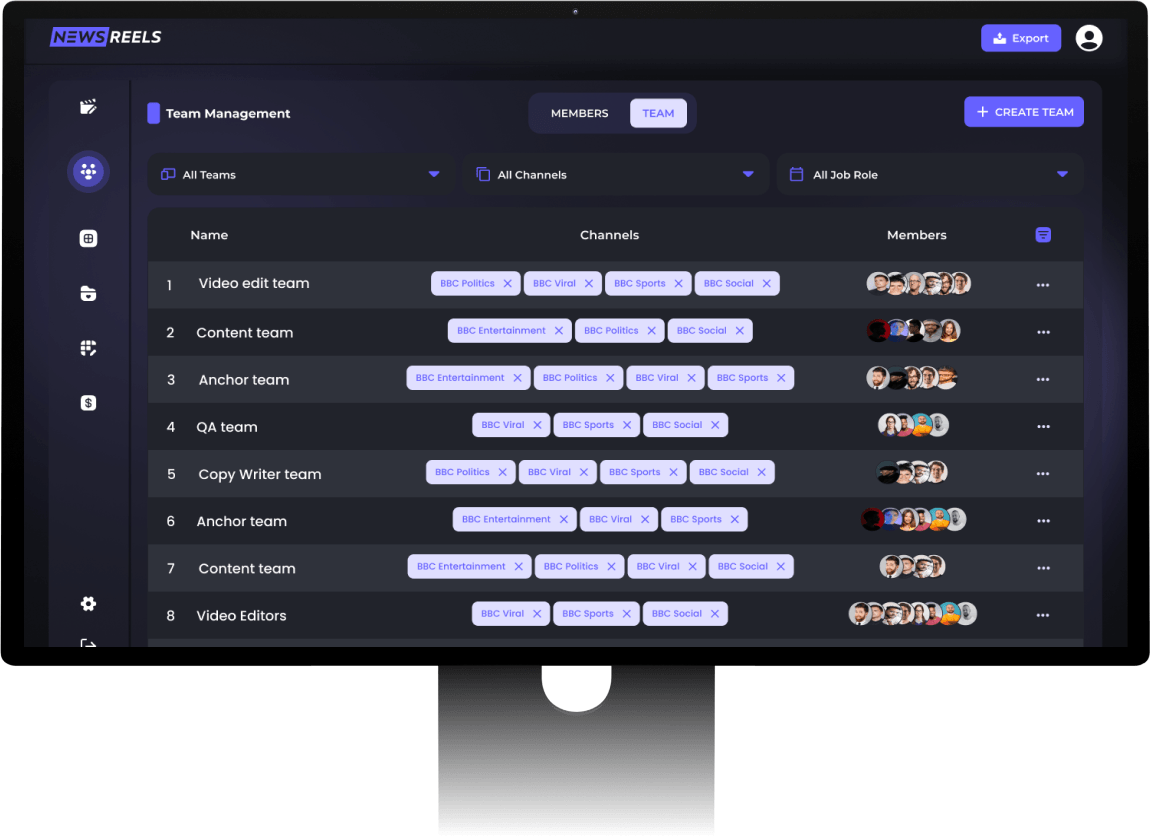 NEWS REELS
Export
Team Management
MEMBERS TEAM
+ CREATE TEAM
All Teams All Channels All Job Role
Name Channels Members
1 Video edit team BBC Politics X BBC Viral X BBC Sports X BBC Social X
2 Content team BBC Entertainment X BBC Politics X BBC Social X
3 Anchor team BBC Entertainment X BBC Politics X BBC Viral X BBC Sports X
4 QA team BBC Viral X BBC Sports X BBC Social X
5 Copy Writer team BBC Politics X BBC Viral X BBC Sports X BBC Social X
6 Anchor team BBC Entertainment X BBC Viral X BBC Sports X
7 Content team BBC Entertainment X BBC Politics X BBC Viral X BBC Social X
8 Video Editors BBC Viral X BBC Sports X BBC Social X